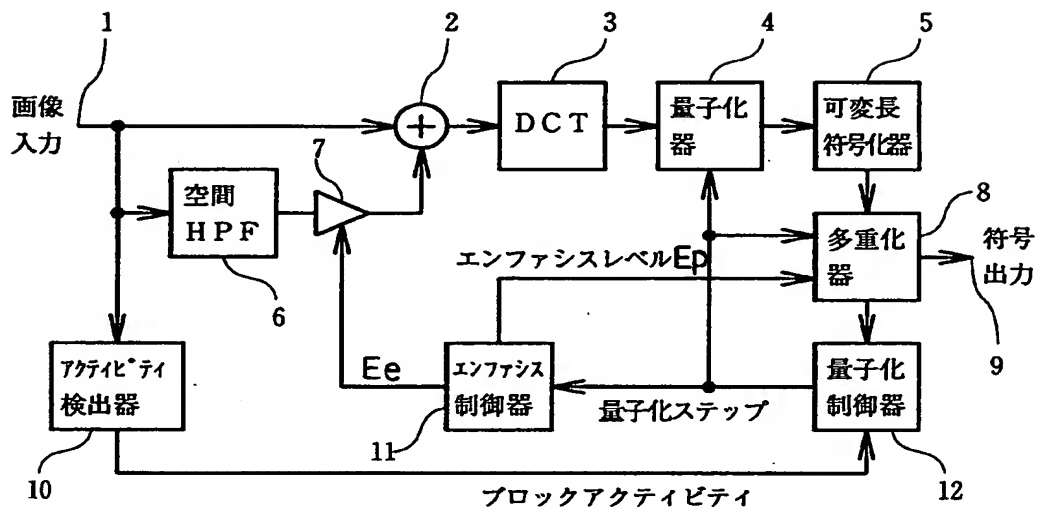 1
2
3
4
5
画像
入力
+
DCT
量子化
器
可変長
符号化器
7
空間
HPF
6
8
多重化
器
符号
出力
9
エンファシスレベルEp
アクティビティ
検出器
10
Ee
エンファシス
制御器
11
量子化ステップ
量子化
制御器
12
ブロックアクティビティ